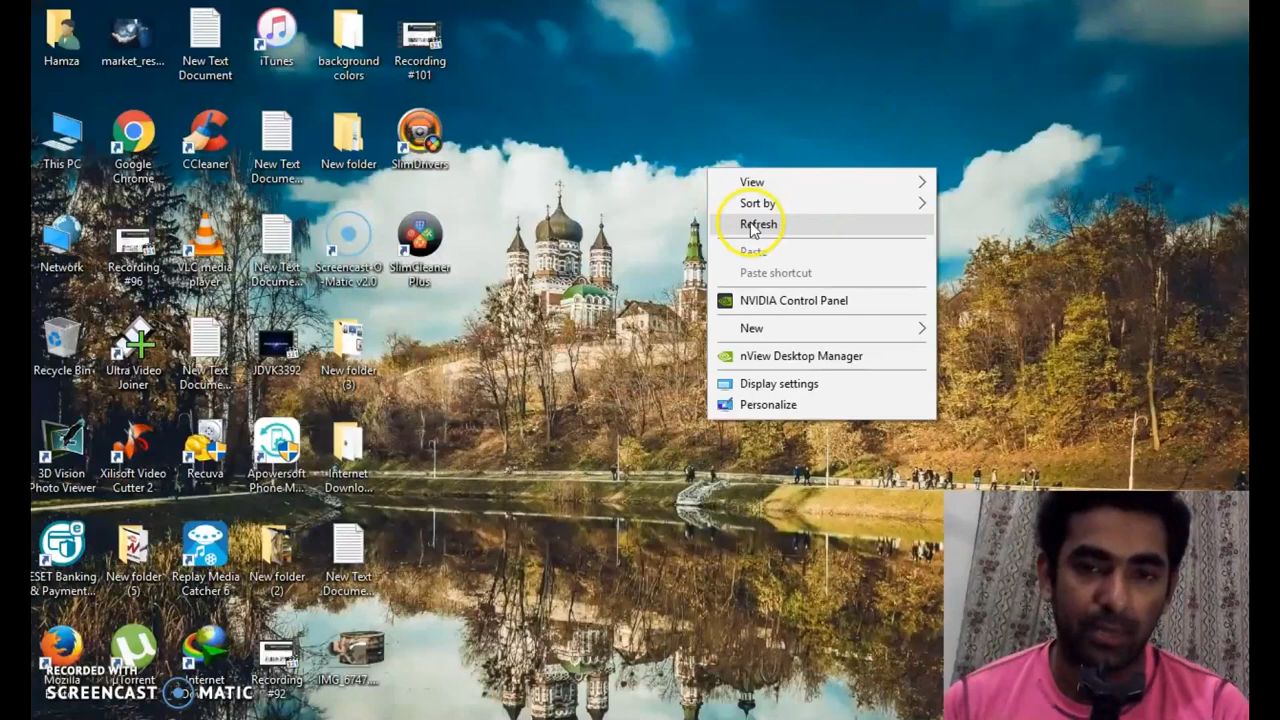 Hamza
market_res...
New Text
Document
iTunes
background
colors
Recording
#101
This PC
Google
Chrome
CCleaner
New Text
Docume...
New folder
SlimDrivers
Network
Recording
#96
VLC media
player
New Text
Docume...
Screencast-O
-Matic v2.0
SlimCleaner
Plus
Recycle Bin
Ultra Video
Joiner
New Text
Docume...
JDVK3392
New folder
(3)
3D Vision
Photo Viewer
Xilisoft Video
Cutter 2
Recuva
Apowersoft
Phone M...
Internet
Downlo...
ESET Banking
& Payment...
New folder
(5)
Replay Media
Catcher 6
New folder
(2)
New Text
Docume...
Mozilla
µTorrent
Internet
Recording
#92
IMG_6747....
View
Sort by
Refresh
Paste
Paste shortcut
NVIDIA Control Panel
New
nView Desktop Manager
Display settings
Personalize
RECORDED WITH
SCREENCAST MATIC